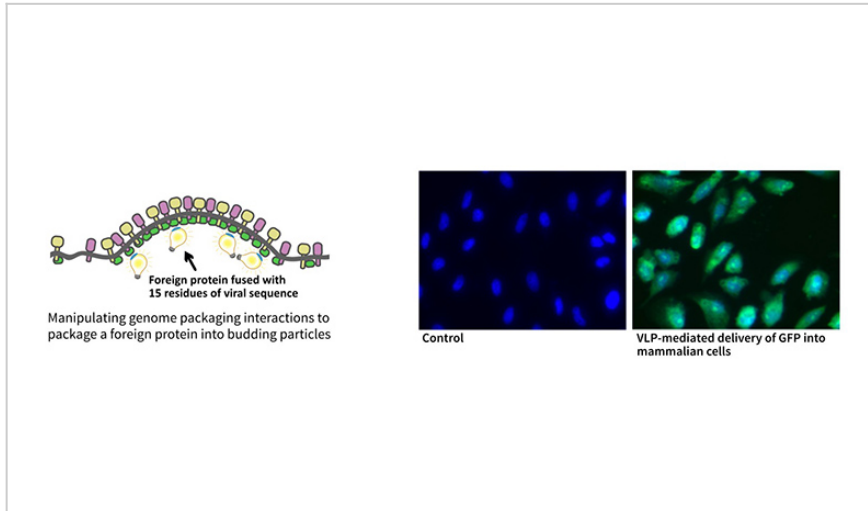 Foreign protein fused with
15 residues of viral sequence
Manipulating genome packaging interactions to
package a foreign protein into budding particles
Control
VLP-mediated delivery of GFP into
mammalian cells